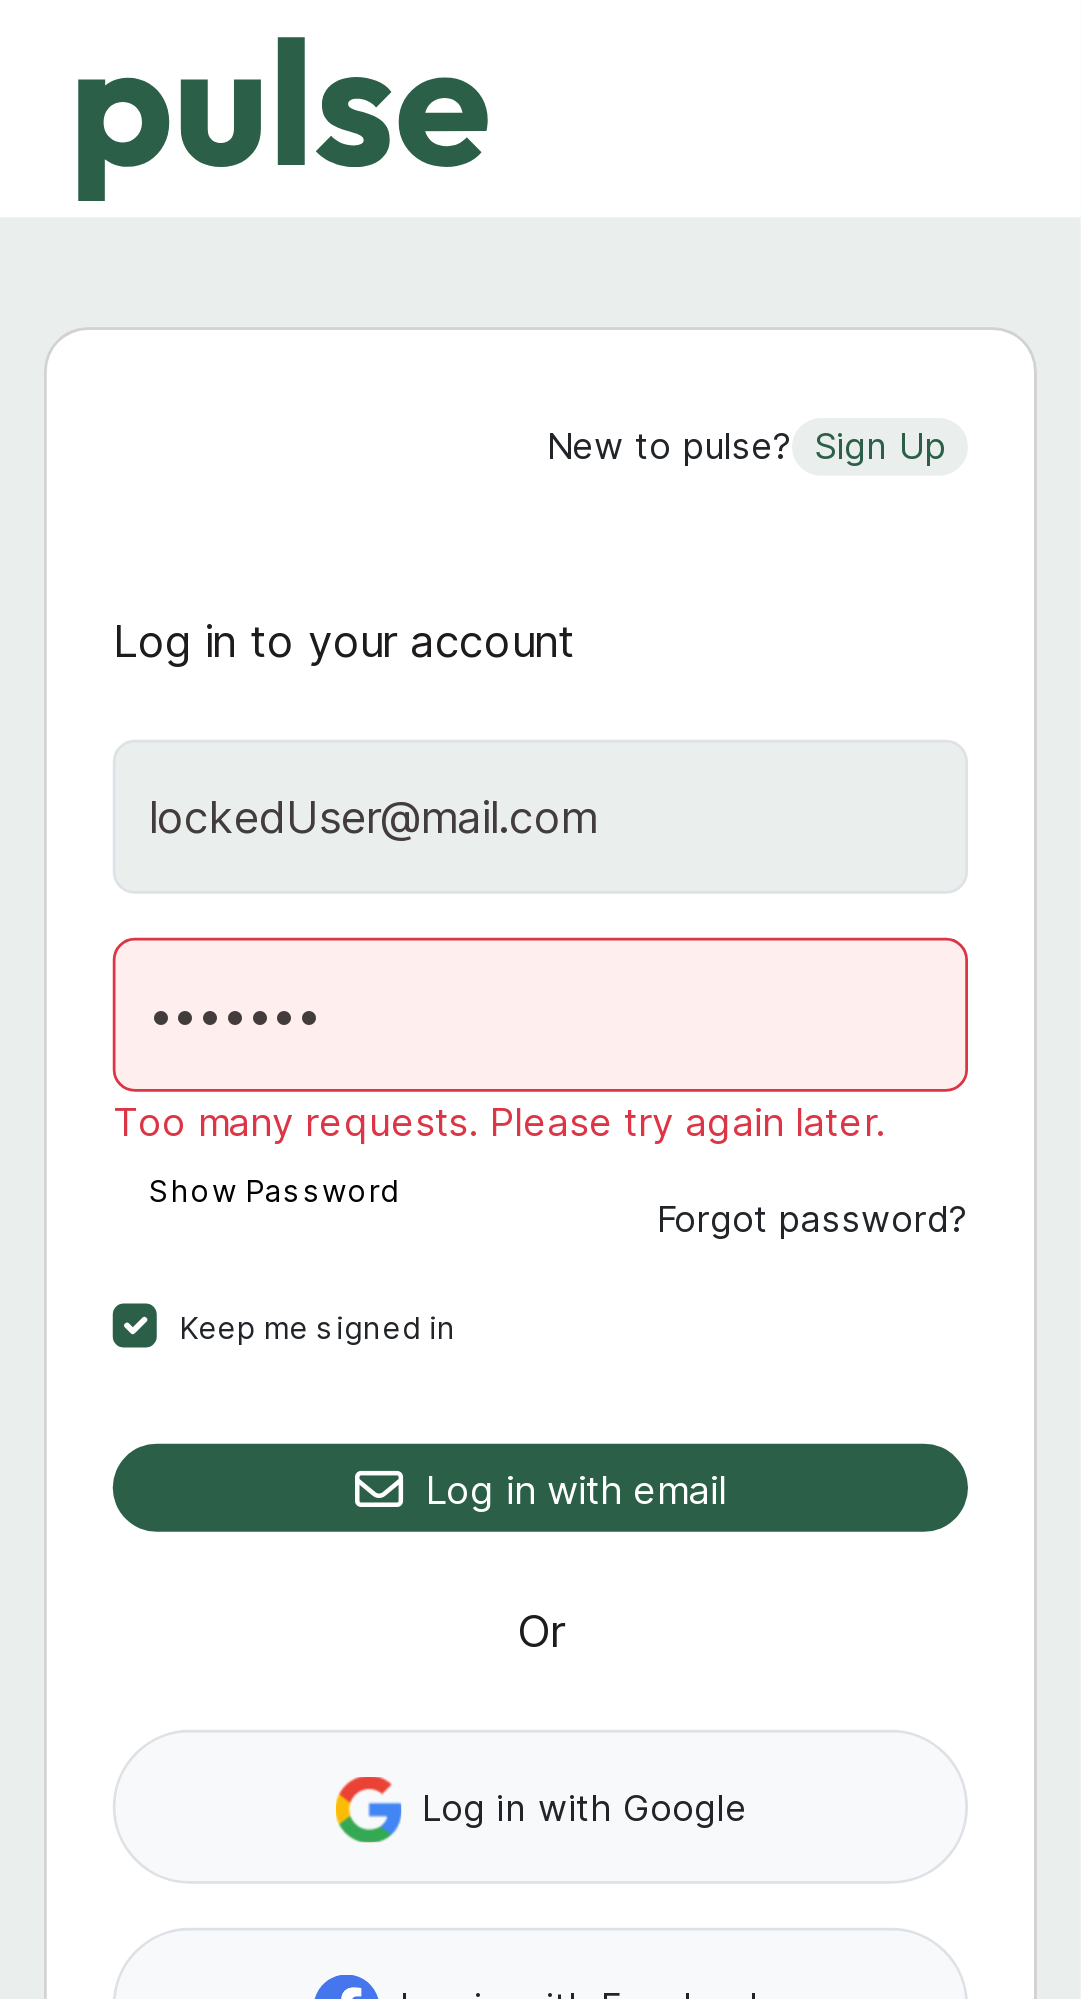 pulse
New to pulse? Sign Up
Log in to your account
lockedUser@mail.com
•••••••
Too many requests. Please try again later.
Show Password
Forgot password?
Keep me signed in
Log in with email
Or
Log in with Google